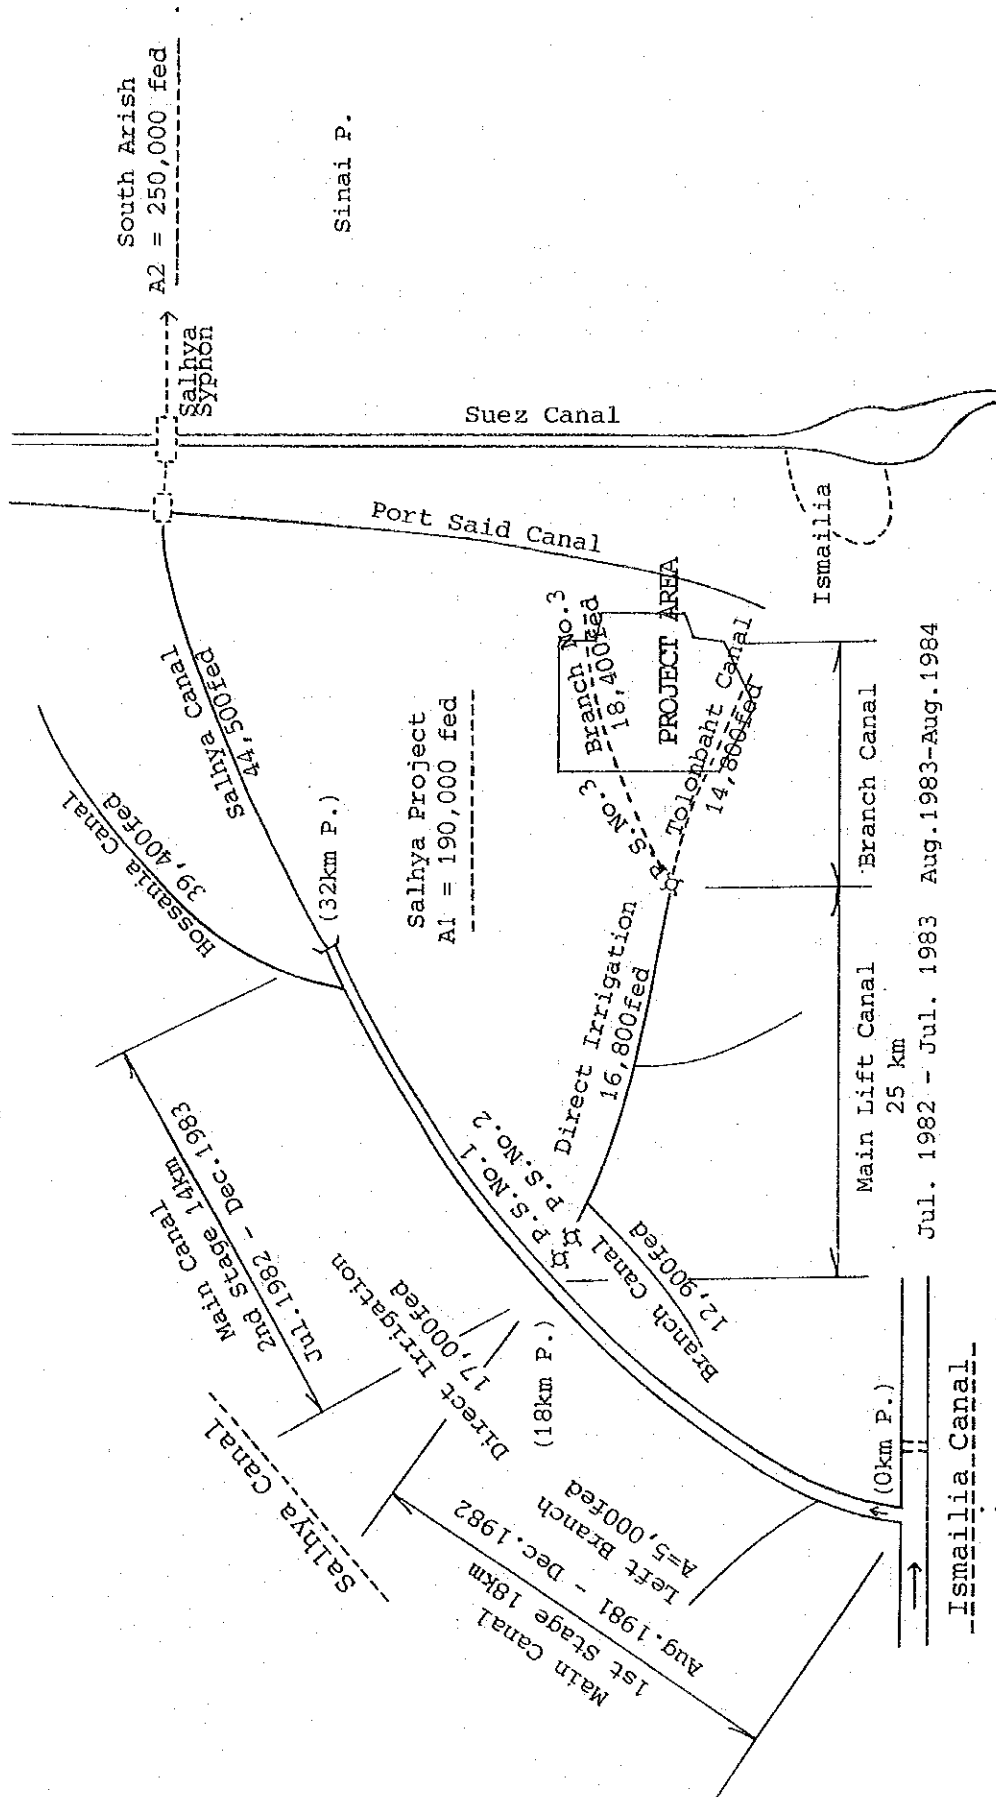 South Arish
A2 = 250,000 fed
Salhya
Syphon
Sinai P.
Suez Canal
Port Said Canal
Ismailia
Salhya Canal
44,500fed
Hossania Canal
39,400fed
(32km P.)
Salhya Project
A1 = 190,000 fed
Branch No.3
18,400fed
PROJECT AREA
P.S.No.3
Tolonbaht Canal
14,800fed
Direct Irrigation
16,800fed
P.S.No.1
P.S.No.2
Branch Canal
12,900fed
Main Canal
2nd Stage 14km
Jul.1982 - Dec.1983
Direct Irrigation
17,000fed
(18km P.)
Salhya Canal
Main Canal
1st Stage 18km
Aug.1981 - Dec.1982
Left Branch
A=5,000fed
(0km P.)
Ismailia Canal
Main Lift Canal
25 km
Jul. 1982 - Jul. 1983
Branch Canal
Aug.1983-Aug.1984